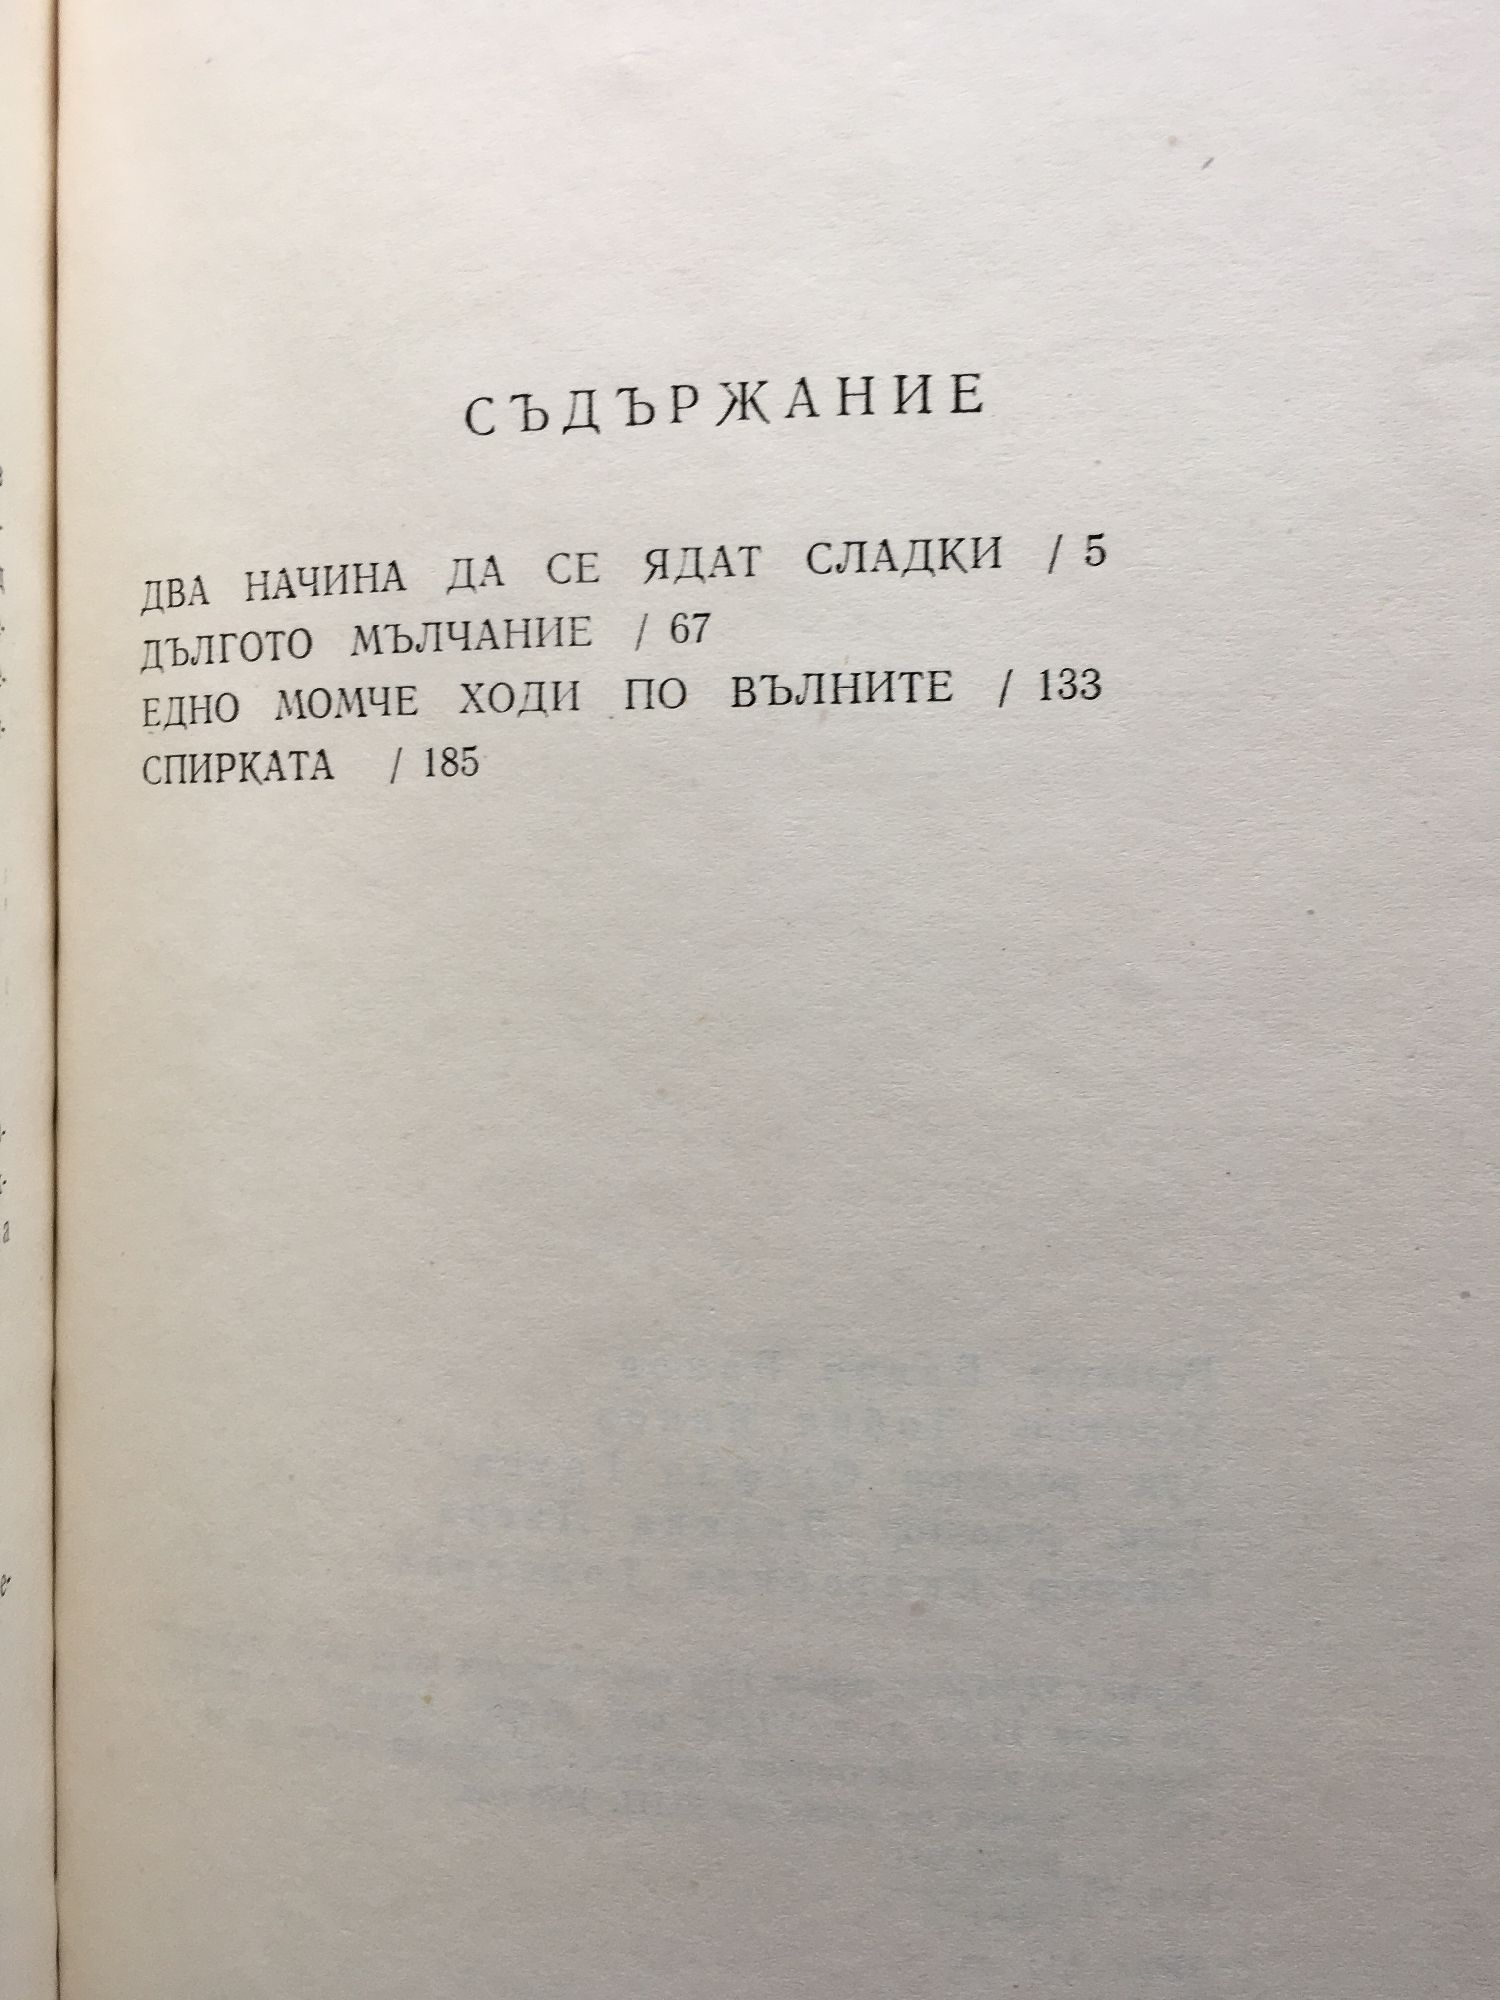 СЪДЪРЖАНИЕ
ДВА НАЧИНА ДА СЕ ЯДАТ СЛАДКИ / 5
ДЪЛГОТО МЪЛЧАНИЕ / 67
ЕДНО МОМЧЕ ХОДИ ПО ВЪЛНИТЕ / 133
СПИРКАТА / 185